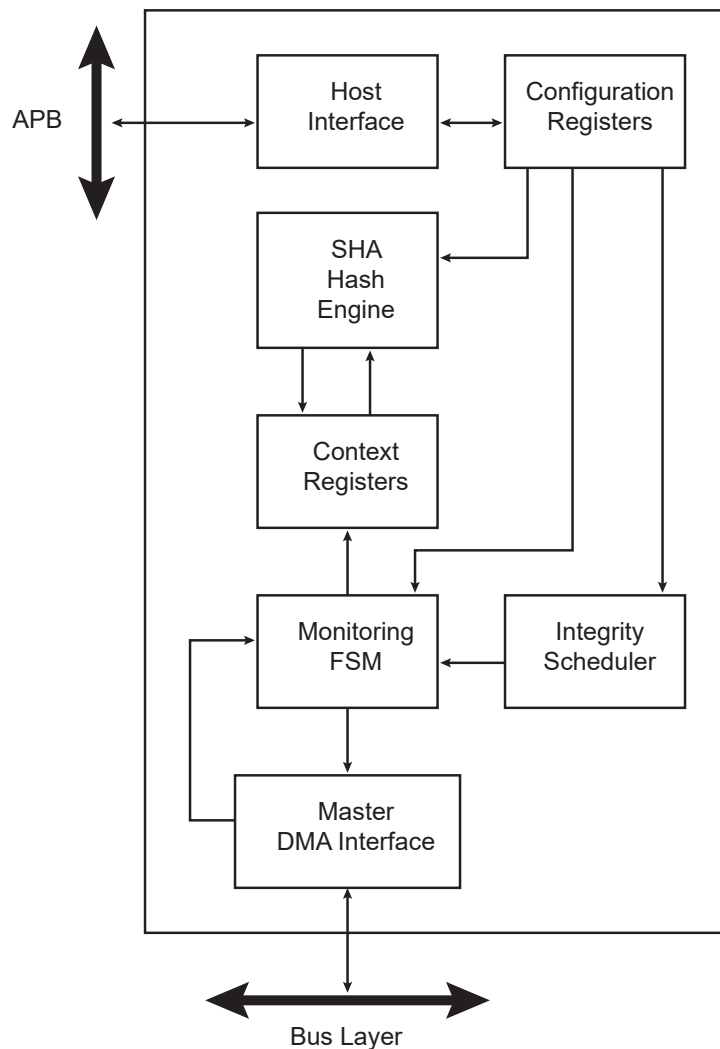 APB
Host
Interface
Configuration
Registers
SHA
Hash
Engine
Context
Registers
Monitoring
FSM
Integrity
Scheduler
Master
DMA Interface
Bus Layer